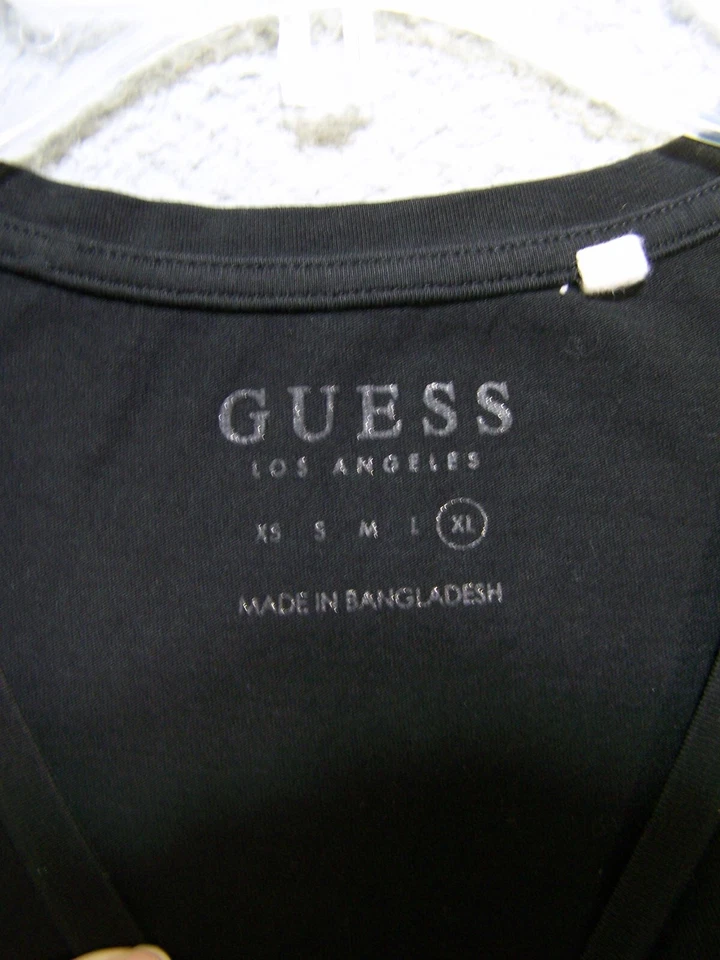 GUESS
LOS ANGELES
XS S M L XL
MADE IN BANGLADESH